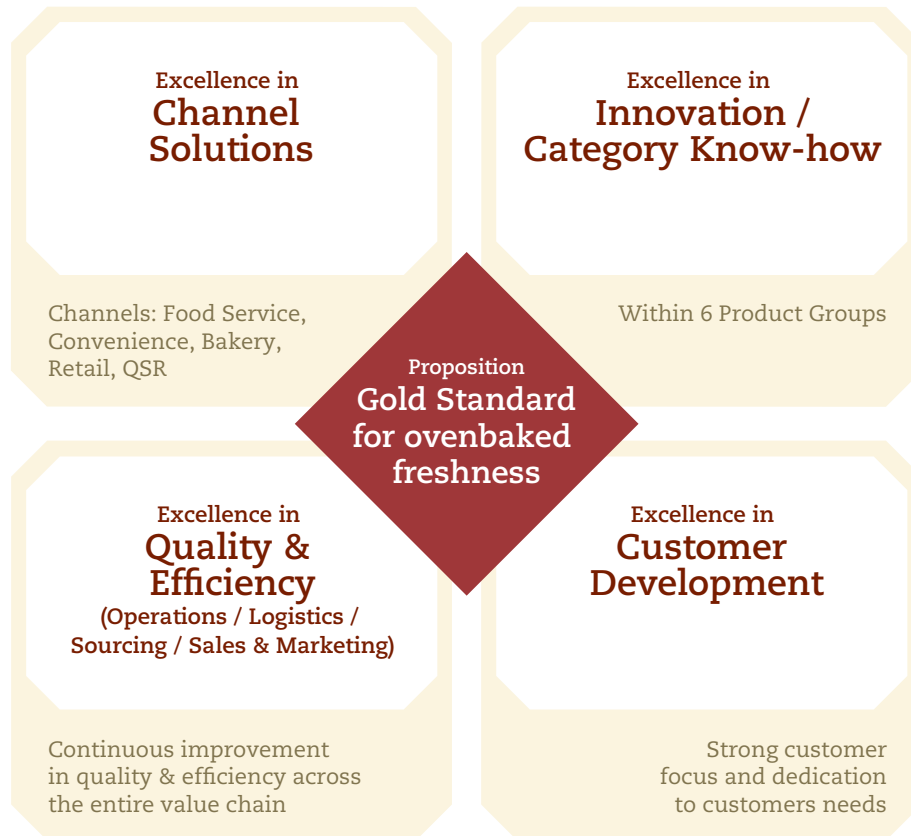 Excellence in
Channel
Solutions
Channels: Food Service,
Convenience, Bakery,
Retail, QSR
Excellence in
Innovation /
Category Know-how
Within 6 Product Groups
Proposition
Gold Standard
for ovenbaked
freshness
Excellence in
Quality &
Efficiency
(Operations / Logistics /
Sourcing / Sales & Marketing)
Continuous improvement
in quality & efficiency across
the entire value chain
Excellence in
Customer
Development
Strong customer
focus and dedication
to customers needs